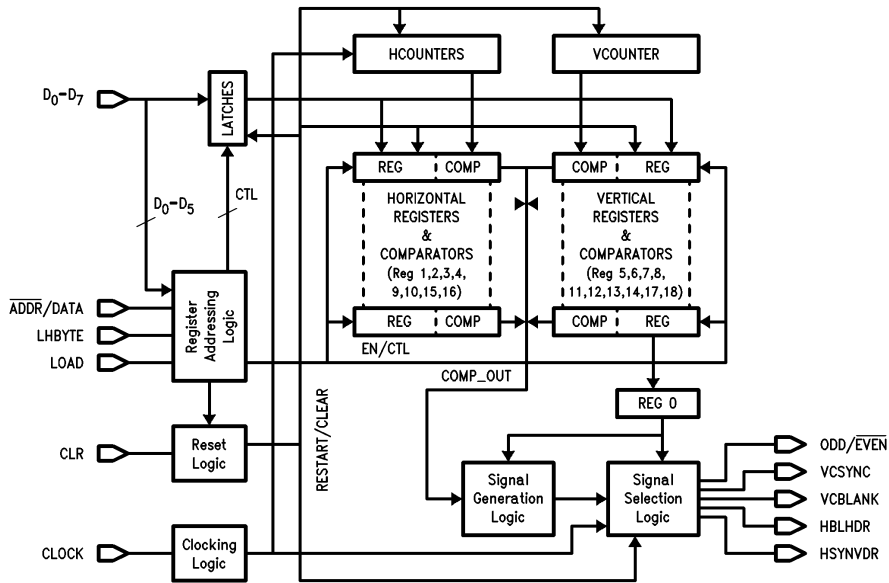 HCOUNTERS
VCOUNTER
D0–D7
LATCHES
REG
COMP
COMP
REG
D0–D5
CTL
HORIZONTAL
REGISTERS
&
COMPARATORS
(Reg 1,2,3,4,
9,10,15,16)
VERTICAL
REGISTERS
&
COMPARATORS
(Reg 5,6,7,8,
11,12,13,14,17,18)
A̅D̅D̅R̅/DATA
LHBYTE
LOAD
Register
Addressing
Logic
REG
COMP
COMP
REG
EN/CTL
COMP_OUT
RESTART/CLEAR
REG 0
CLR
Reset
Logic
Signal
Generation
Logic
Signal
Selection
Logic
ODD/E̅V̅E̅N̅
VCSYNC
VCBLANK
HBLHDR
HSYNVDR
CLOCK
Clocking
Logic